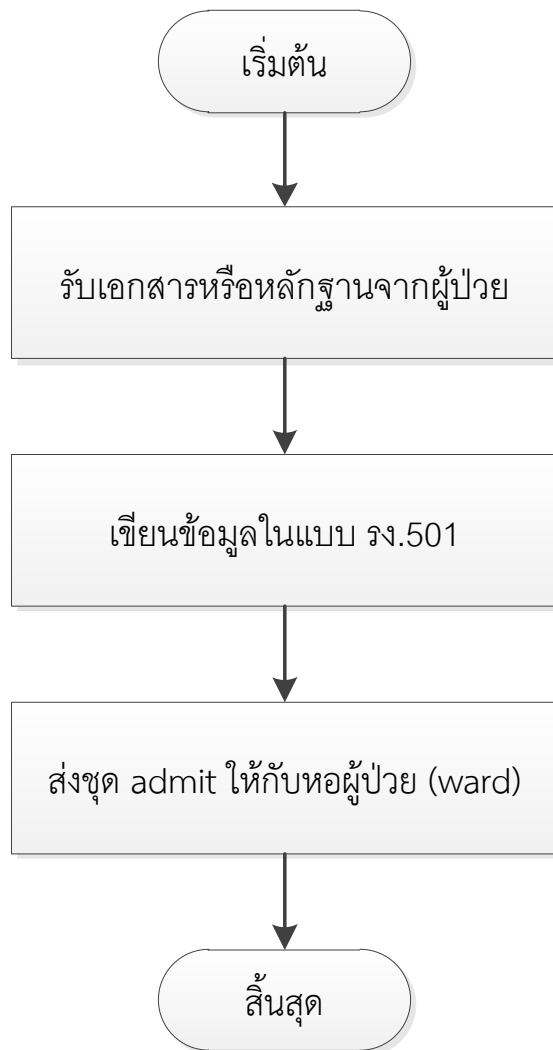 เริ่มต้น
รับเอกสารหรือหลักฐานจากผู้ป่วย
เขียนข้อมูลในแบบ รง.501
ส่งชุด admit ให้กับหอผู้ป่วย (ward)
สิ้นสุด